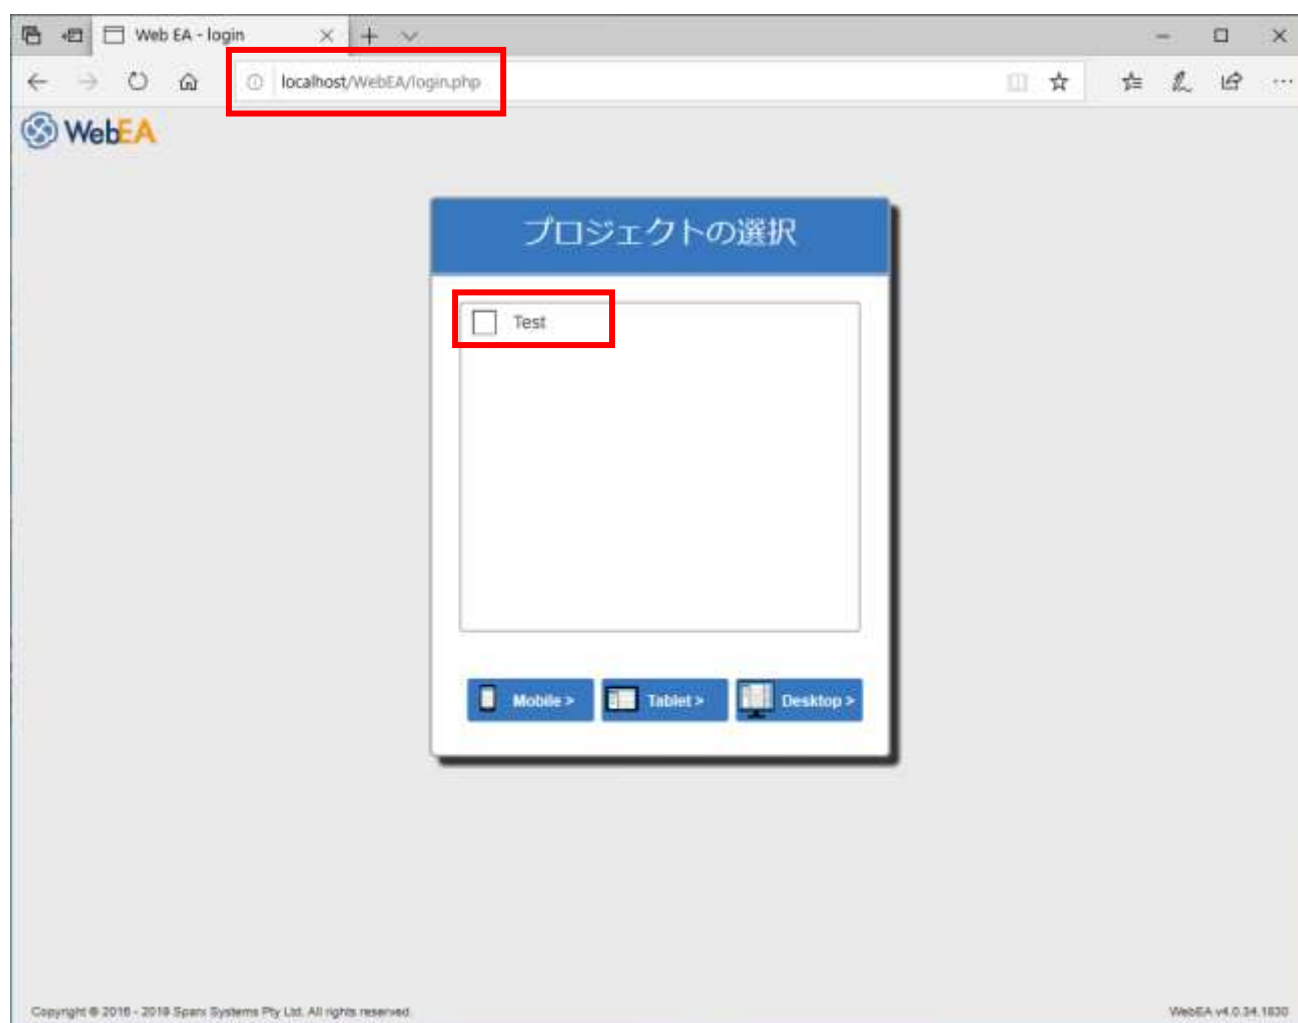 Web EA - login
localhost/WebEA/login.php
WebEA
プロジェクトの選択
Test
Mobile >
Tablet >
Desktop >
Copyright © 2016 - 2019 Sparx Systems Pty Ltd. All rights reserved.
WebEA v4.0.34.1830